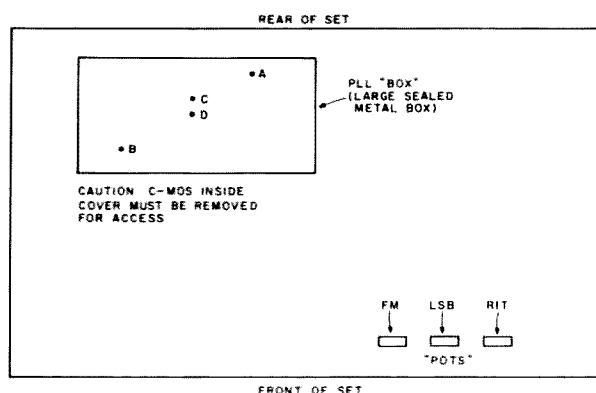 REAR OF SET
A
C
D
B
PLL "BOX"
(LARGE SEALED
METAL BOX)
CAUTION C-MOS INSIDE
COVER MUST BE REMOVED
FOR ACCESS
FM LSB RIT
"POTS"
FRONT OF SET